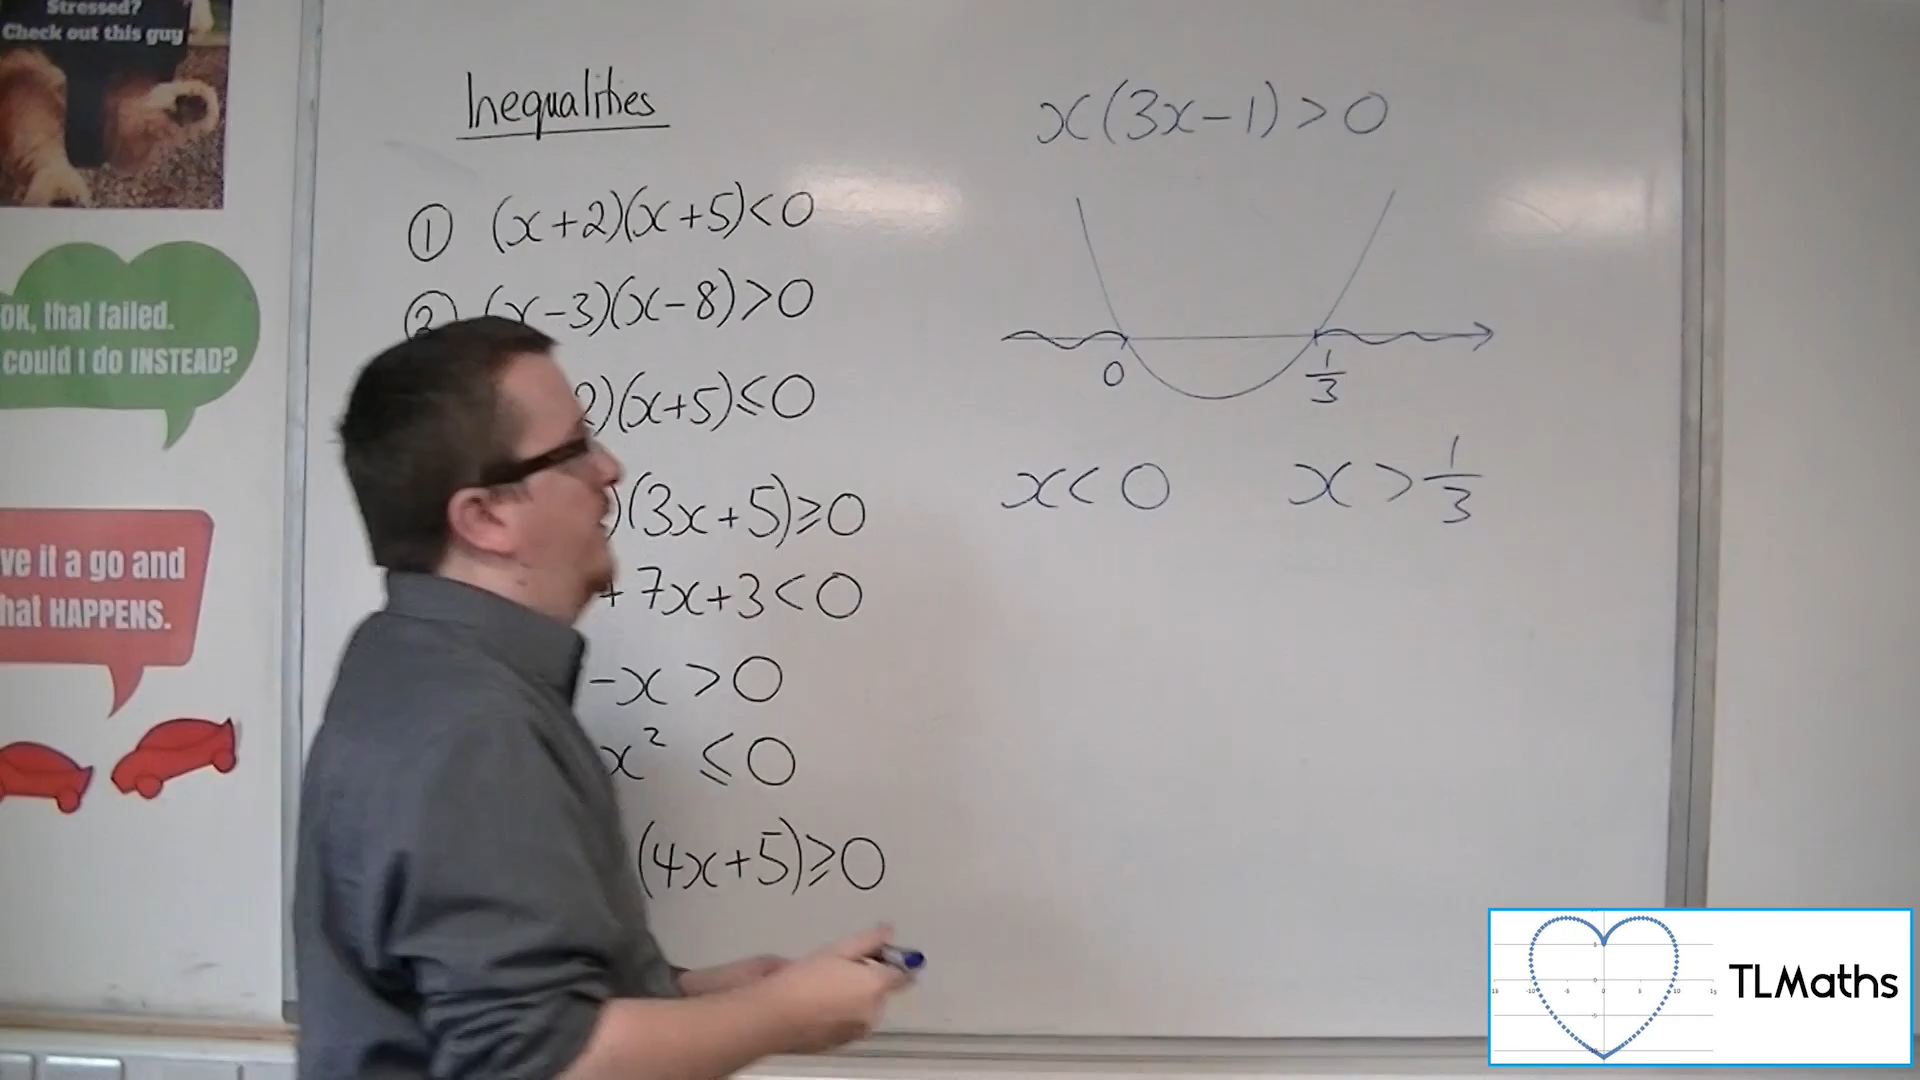 Stressed?
Check out this guy
OK, that failed.
could I do INSTEAD?
ve it a go and
hat HAPPENS.
Inequalities
① (x+2)(x+5)<0
② (x-3)(x-8)>0
2)(x+5)≤0
)(3x+5)≥0
+7x+3<0
-x>0
x² ≤0
(4x+5)≥0
x(3x-1)>0
0
1/3
x<0 x>1/3
TLMaths